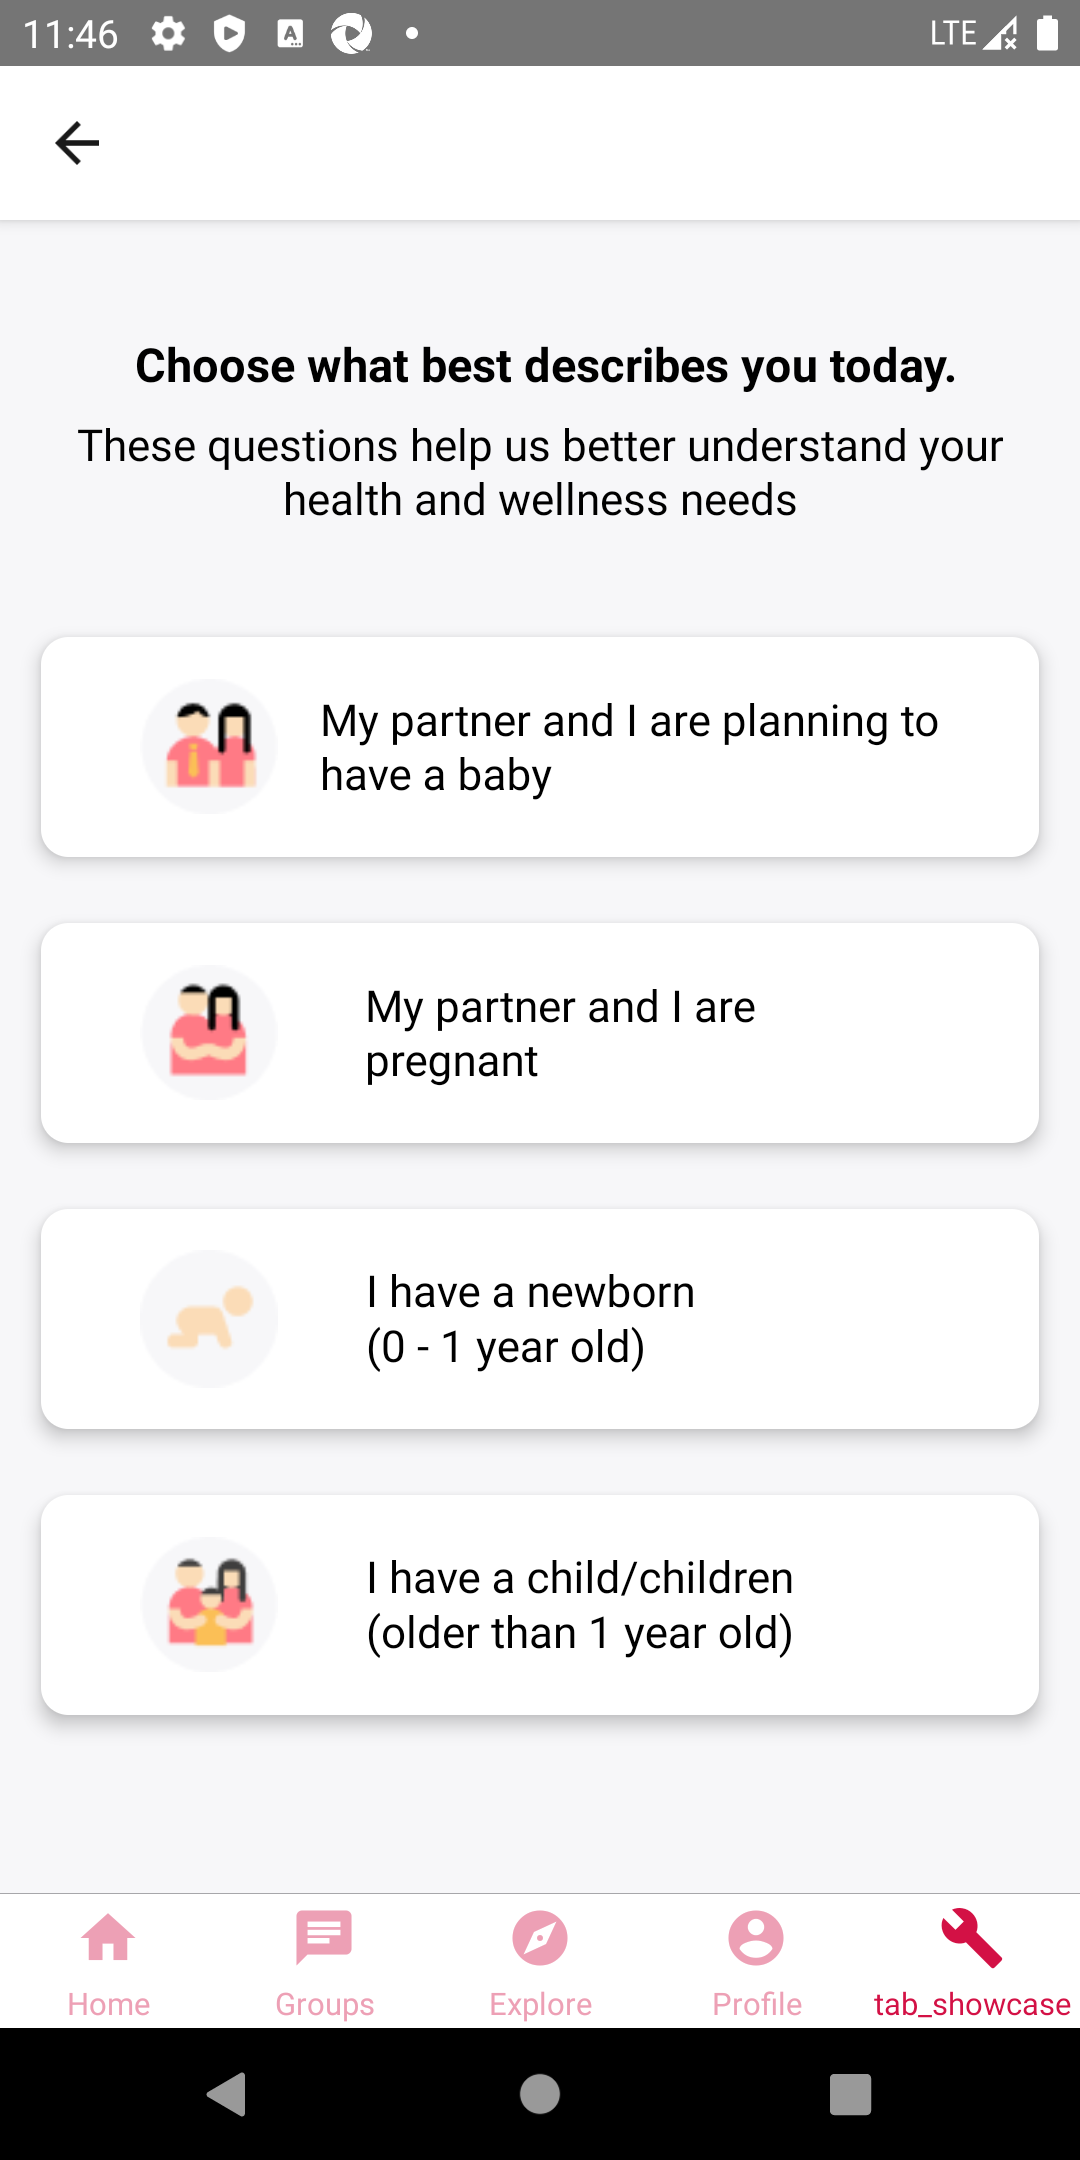 11:46
LTE
Choose what best describes you today.
These questions help us better understand your
health and wellness needs
My partner and I are planning to
have a baby
My partner and I are
pregnant
I have a newborn
(0 - 1 year old)
I have a child/children
(older than 1 year old)
Home
Groups
Explore
Profile
tab_showcase